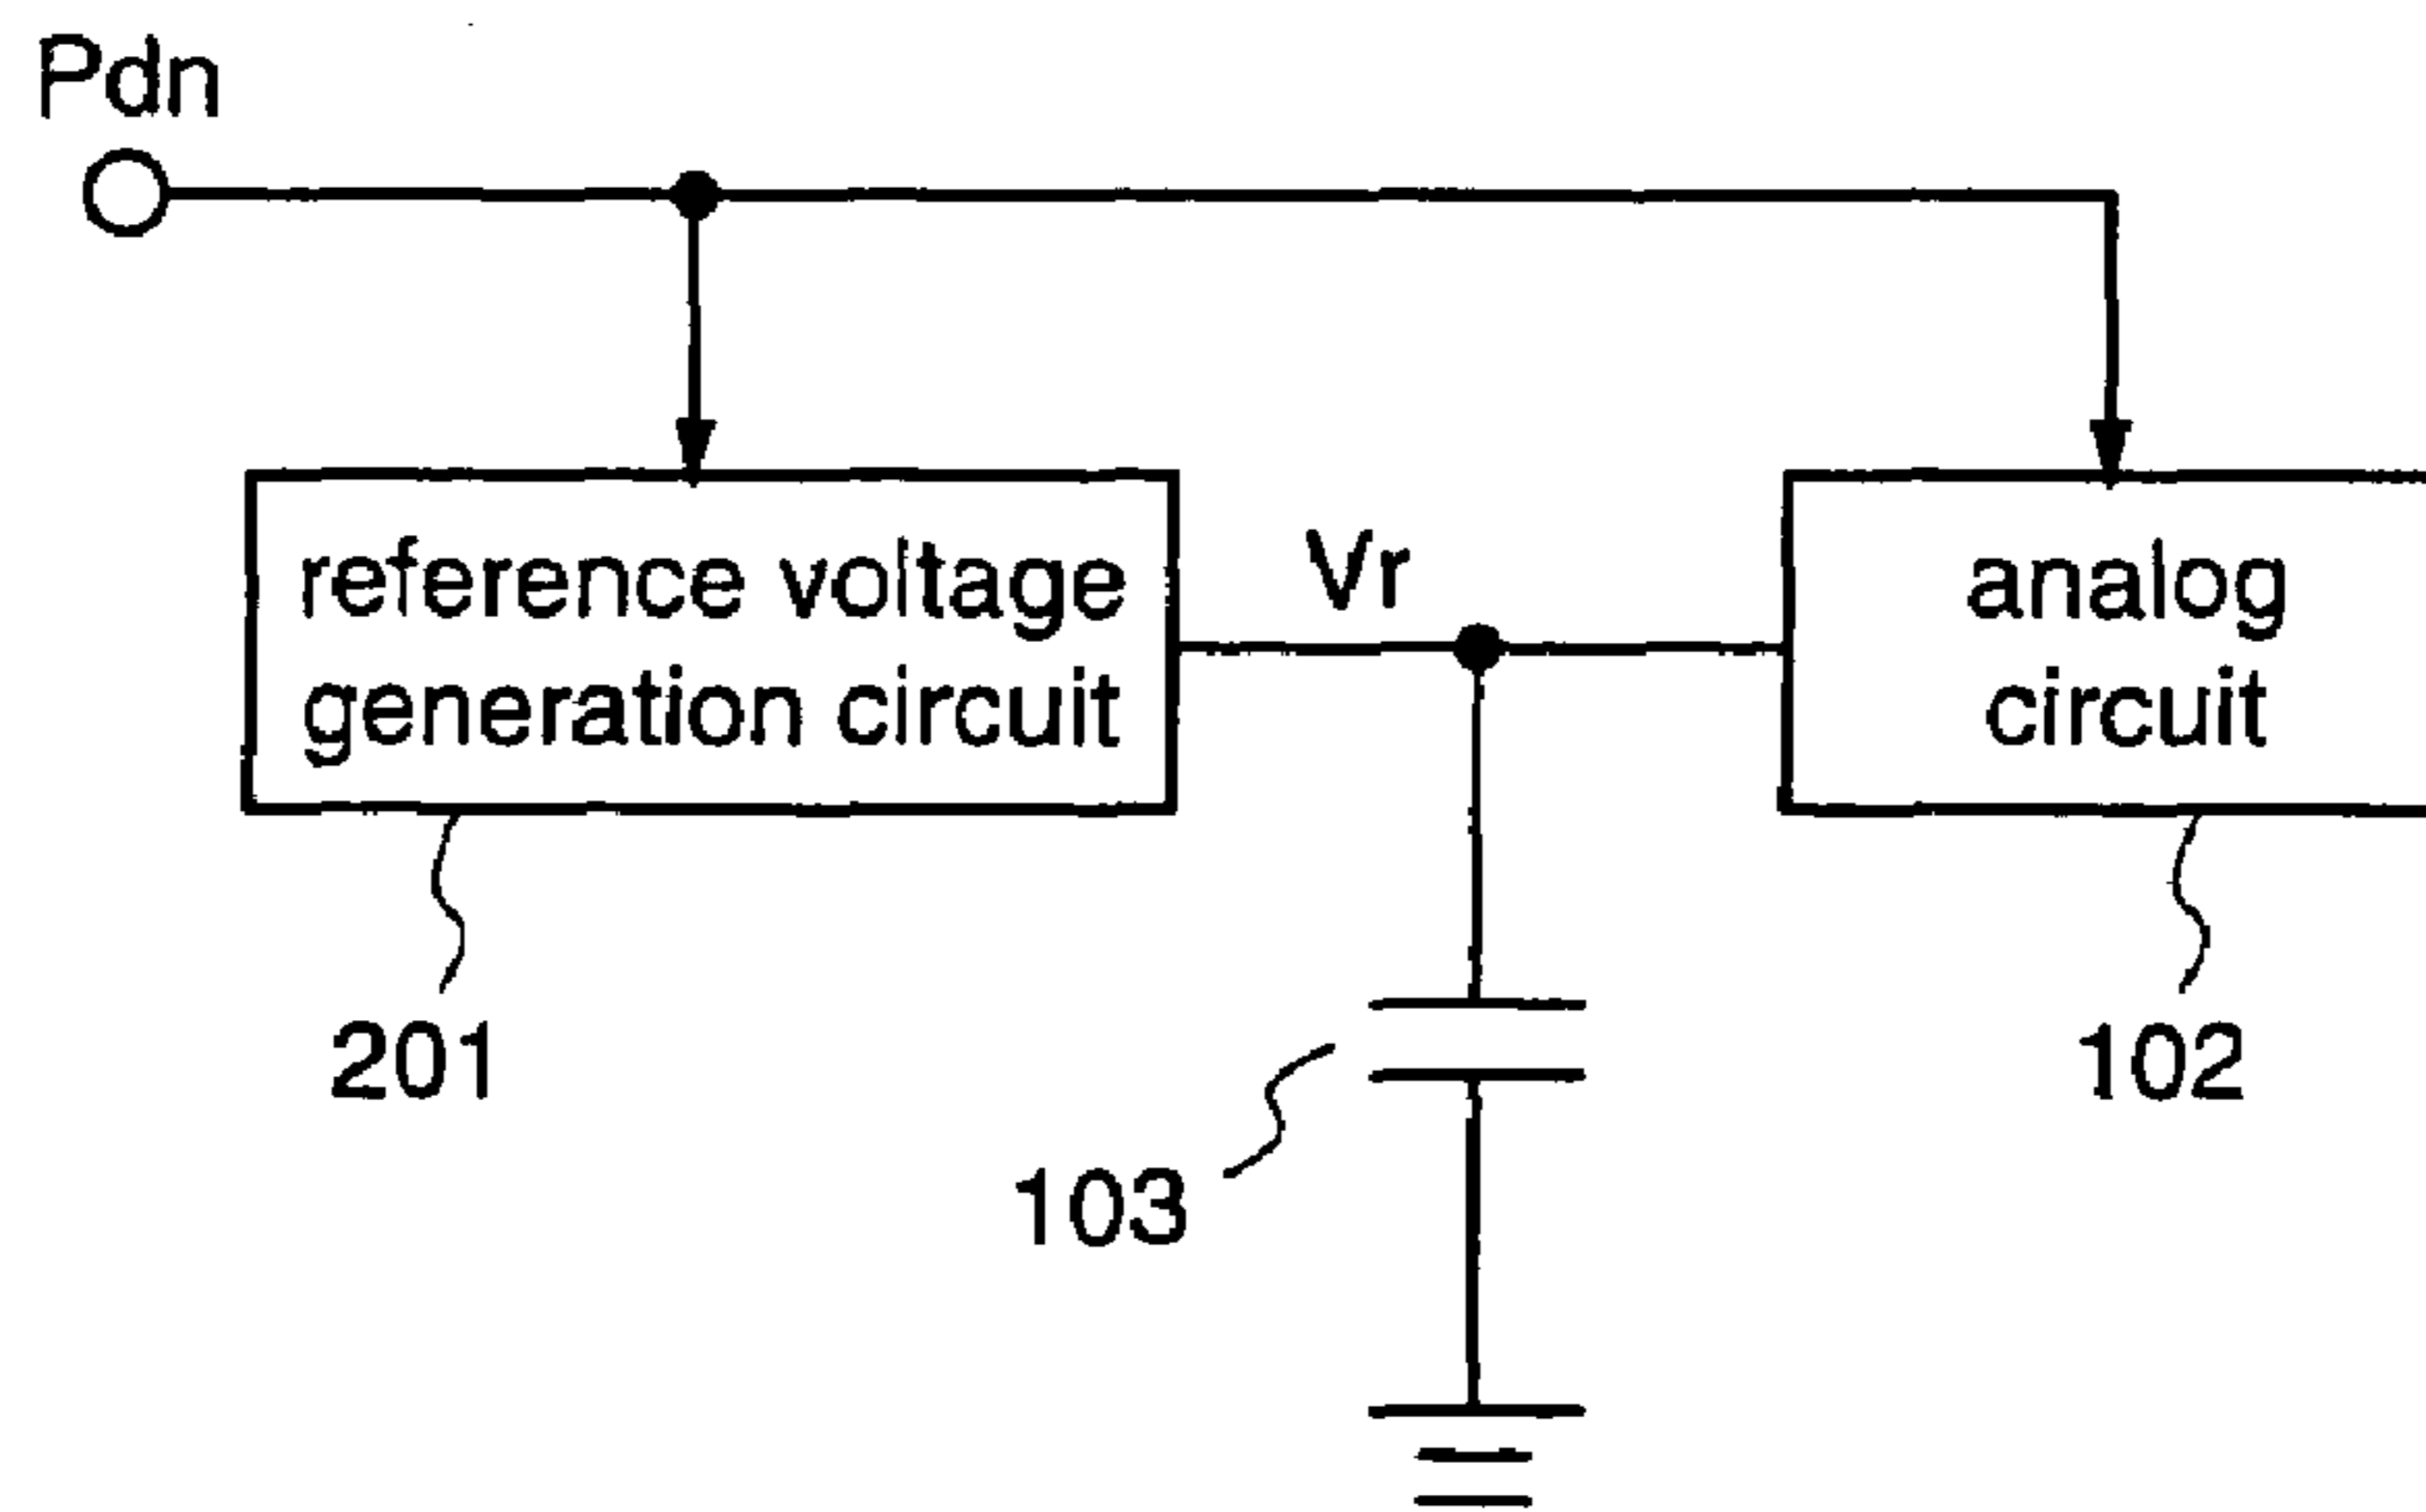 Pdn
reference voltage
generation circuit
Vr
analog
circuit
201
102
103